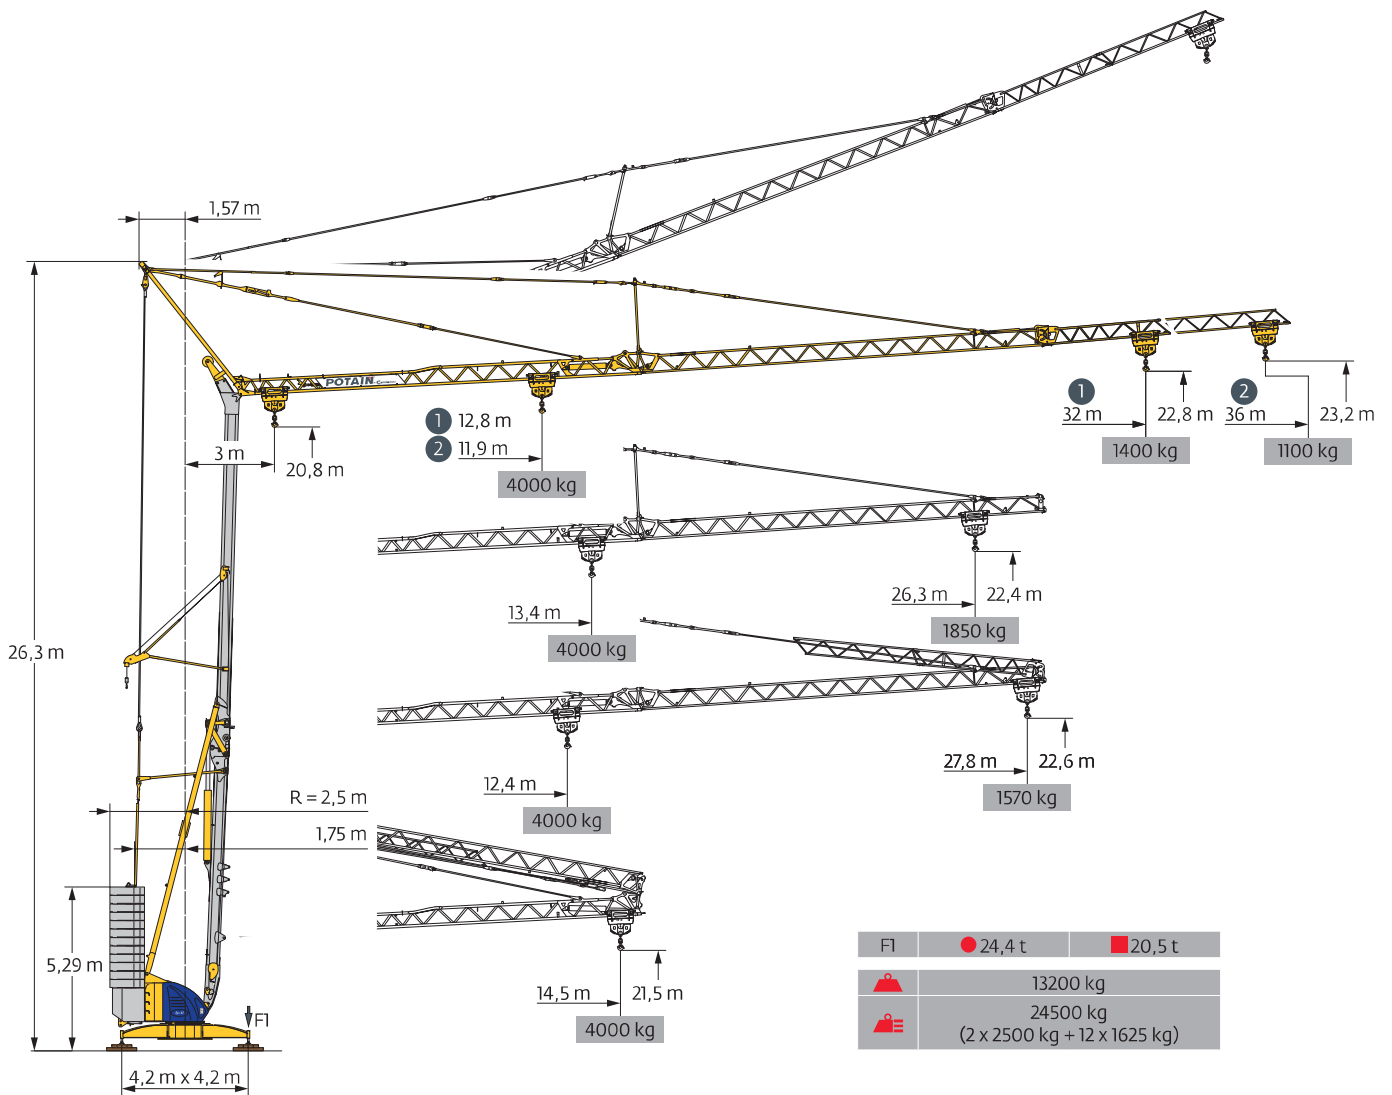 1,57 m
POTAIN
1 12,8 m
2 11,9 m
4000 kg
1
32 m
22,8 m
1400 kg
2
36 m
23,2 m
1100 kg
3 m
20,8 m
13,4 m
4000 kg
26,3 m
22,4 m
1850 kg
26,3 m
12,4 m
4000 kg
27,8 m
22,6 m
1570 kg
R = 2,5 m
1,75 m
5,29 m
14,5 m
21,5 m
4000 kg
F1
4,2 m x 4,2 m
F1 24,4 t 20,5 t
13200 kg
24500 kg
(2 x 2500 kg + 12 x 1625 kg)